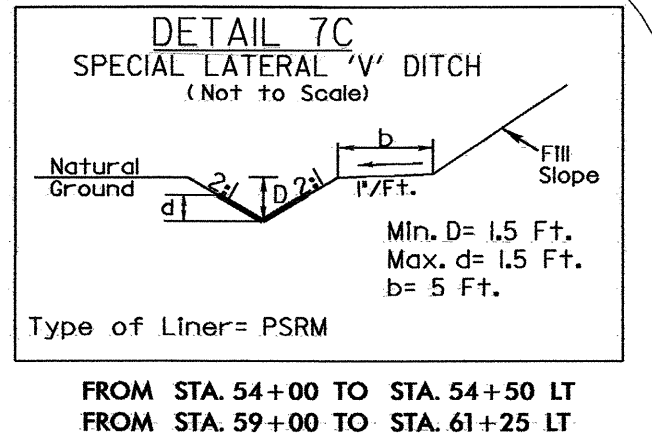 DETAIL 7C
SPECIAL LATERAL 'V' DITCH
(Not to Scale)
b
Natural
Ground
2:1
D
2:1
1"/Ft.
Fill
Slope
d
Min. D= 1.5 Ft.
Max. d= 1.5 Ft.
b= 5 Ft.
Type of Liner= PSRM
FROM STA. 54+00 TO STA. 54+50 LT
FROM STA. 59+00 TO STA. 61+25 LT